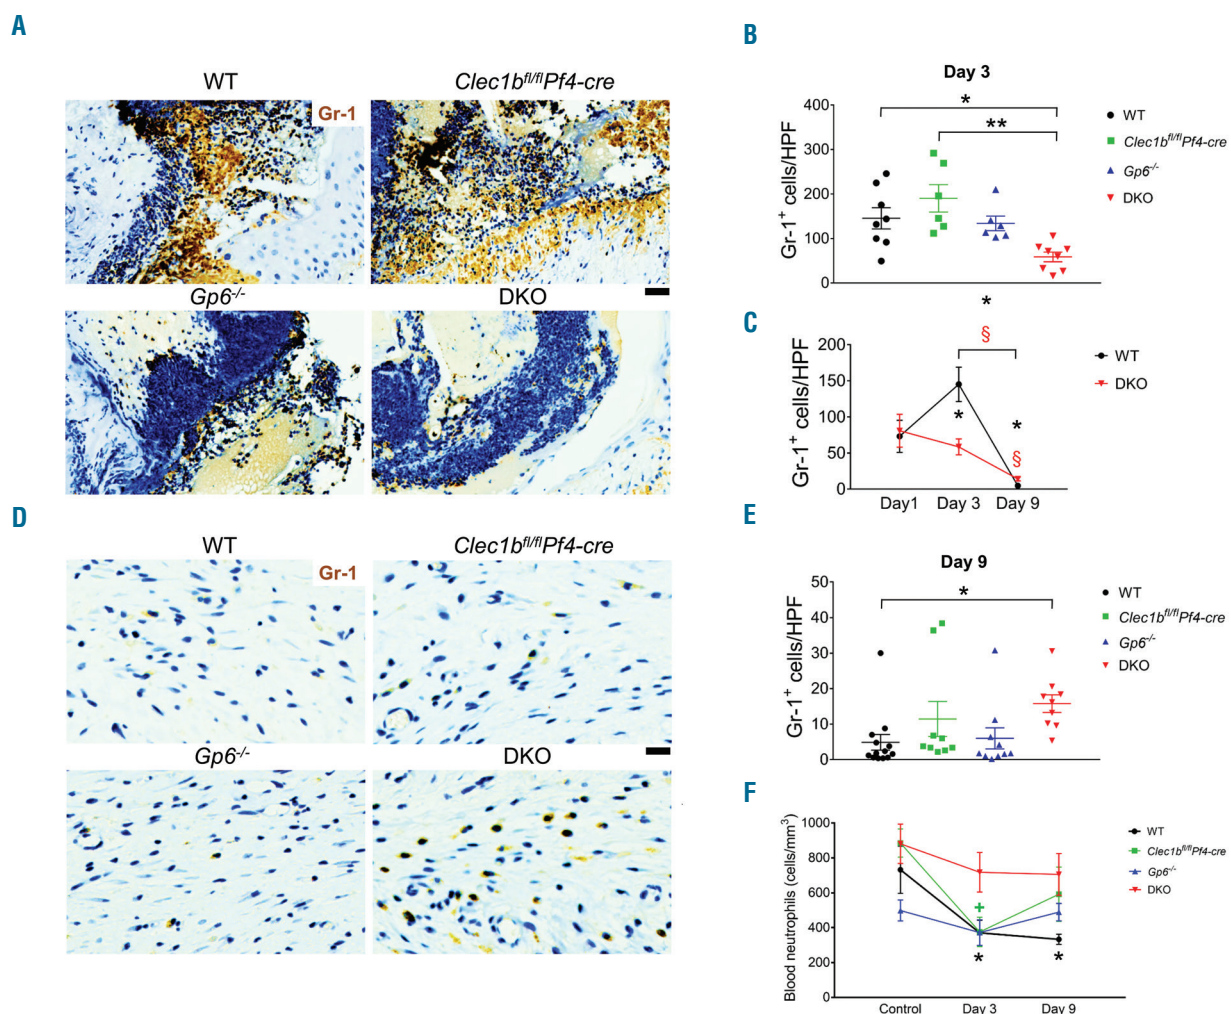 A
WT
Clec1bfl/flPf4-cre
Gr-1
Gp6-/-
DKO
B
Day 3
Gr-1+ cells/HPF
400
300
200
100
0
*
**
WT
Clec1bfl/flPf4-cre
Gp6-/-
DKO
C
*
§
Gr-1+ cells/HPF
200
150
100
50
0
*
*
§
Day1 Day 3 Day 9
WT
DKO
D
WT
Clec1bfl/flPf4-cre
Gr-1
Gp6-/-
DKO
E
Day 9
Gr-1+ cells/HPF
50
40
30
20
10
0
*
WT
Clec1bfl/flPf4-cre
Gp6-/-
DKO
F
Blood neutrophils (cells/mm3)
1000
800
600
400
200
0
+
*
*
Control Day 3 Day 9
WT
Clec1bfl/flPf4-cre
Gp6-/-
DKO